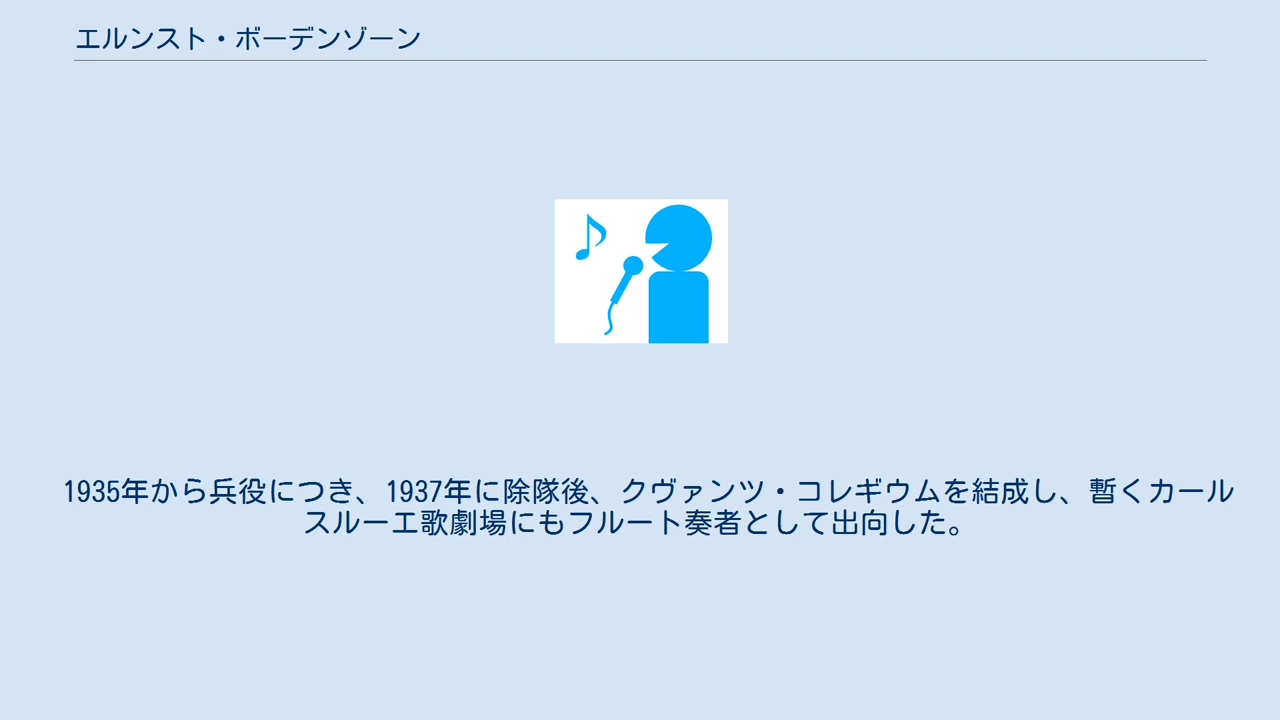 エルンスト・ボーデンゾーン
1935年から兵役につき、1937年に除隊後、クヴァンツ・コレギウムを結成し、暫くカール
スルーエ歌劇場にもフルート奏者として出向した。